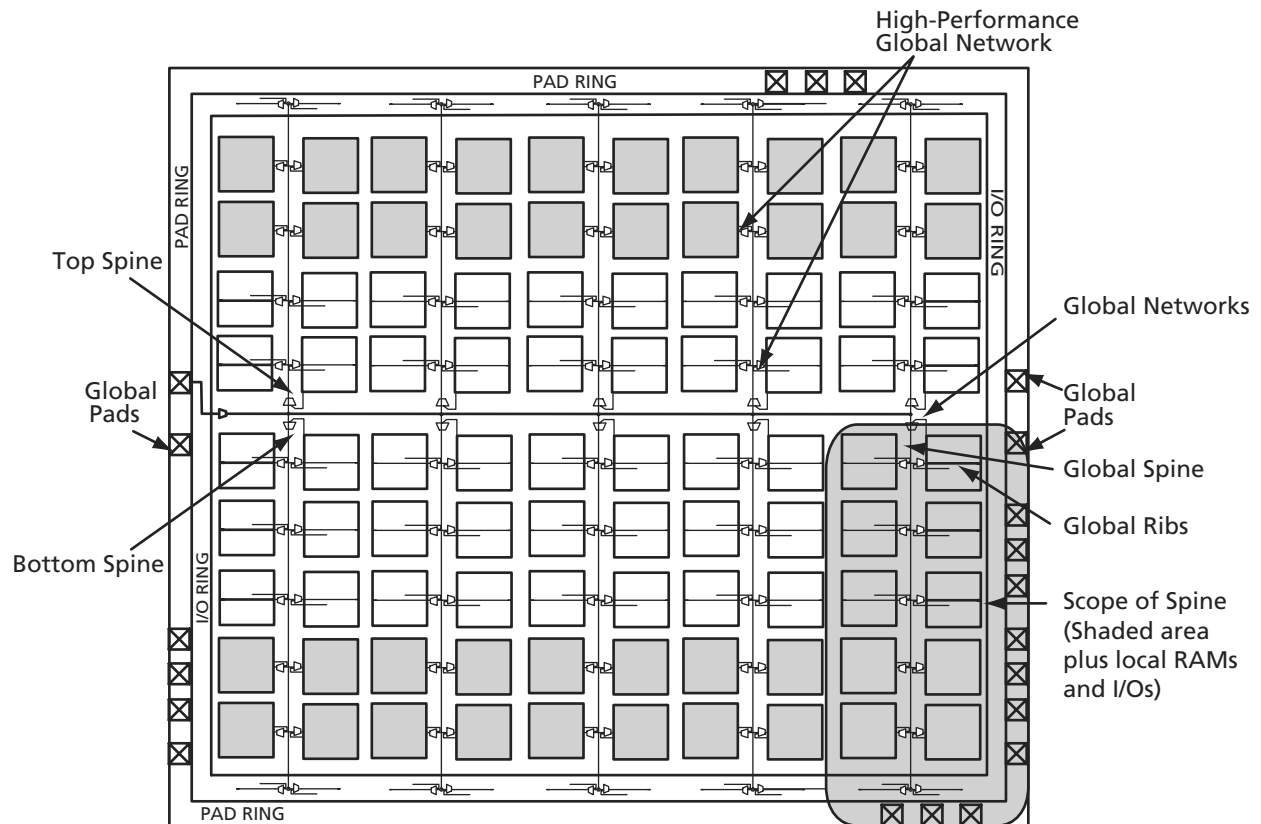 High-Performance
Global Network
PAD RING
PAD RING
I/O RING
Top Spine
Global Networks
Global
Pads
Global
Pads
Global Spine
Global Ribs
Bottom Spine
I/O RING
Scope of Spine
(Shaded area
plus local RAMs
and I/Os)
PAD RING